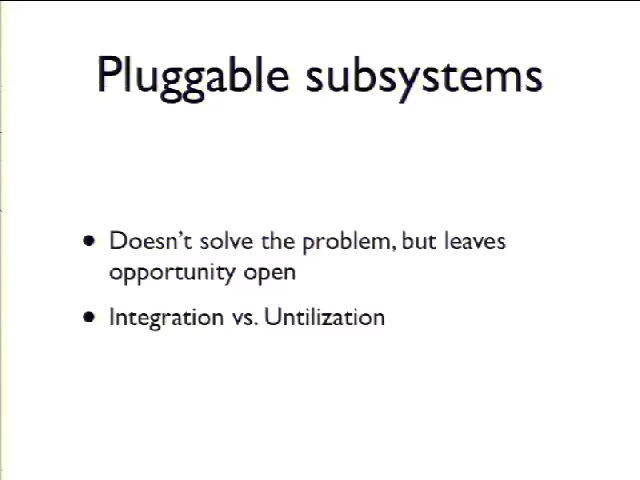 Pluggable subsystems
• Doesn't solve the problem, but leaves
opportunity open
• Integration vs. Untilization